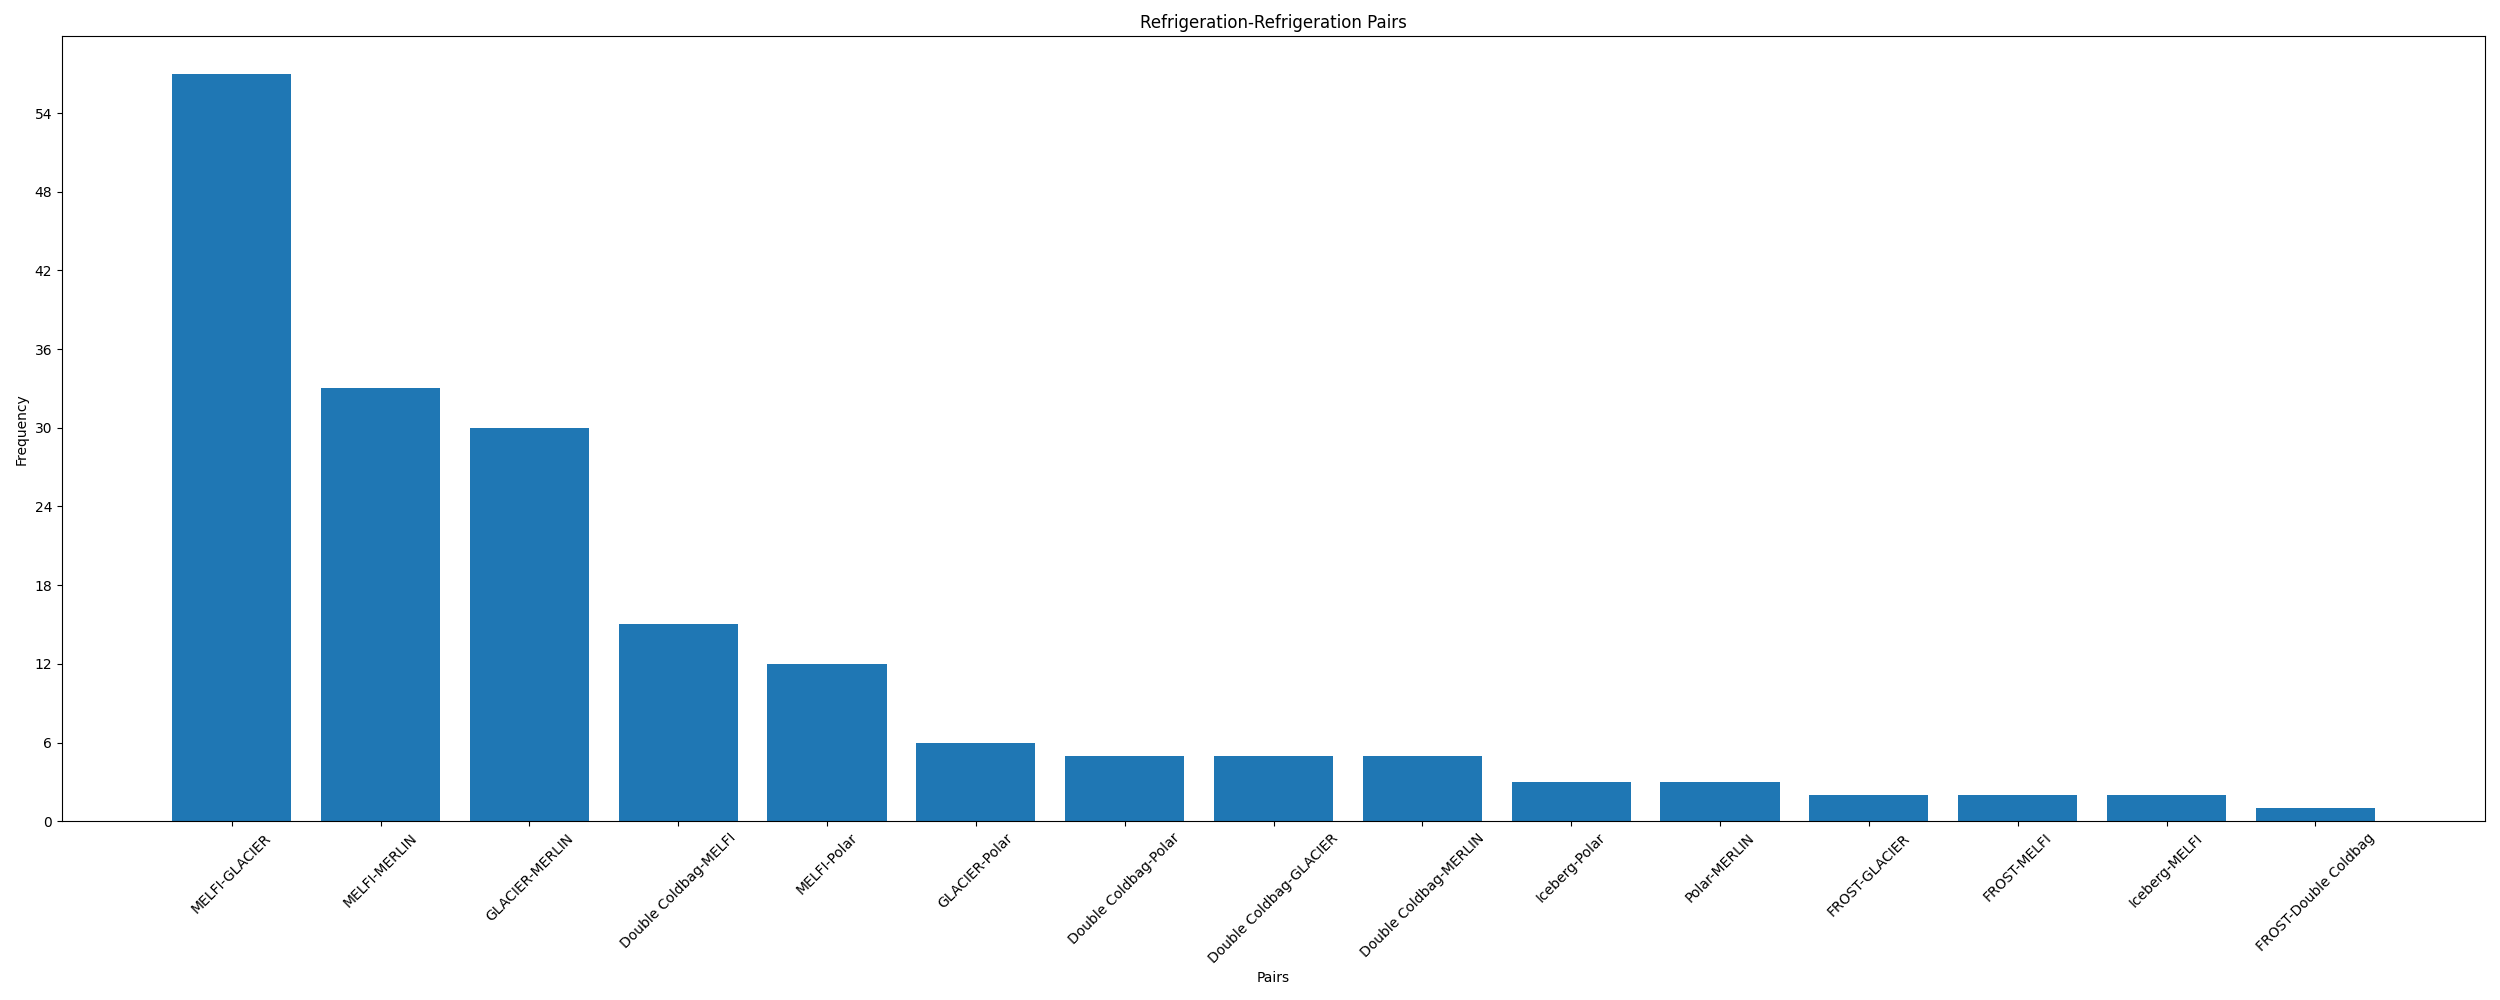 Refrigeration-Refrigeration Pairs
Frequency
54
48
42
36
30
24
18
12
6
0
MELFI-GLACIER
MELFI-MERLIN
GLACIER-MERLIN
Double Coldbag-MELFI
MELFI-Polar
GLACIER-Polar
Double Coldbag-Polar
Double Coldbag-GLACIER
Double Coldbag-MERLIN
Iceberg-Polar
Polar-MERLIN
FROST-GLACIER
FROST-MELFI
Iceberg-MELFI
FROST-Double Coldbag
Pairs